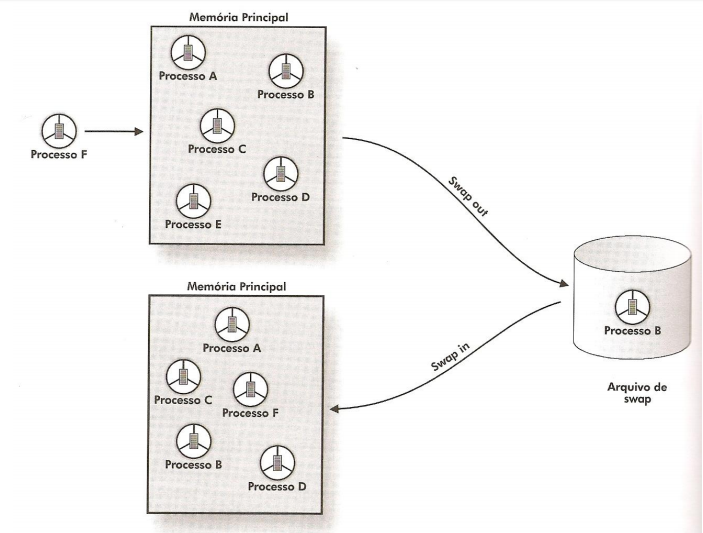 Memória Principal
Processo A
Processo B
Processo F
Processo C
Processo D
Processo E
Swap out
Memória Principal
Processo A
Processo B
Swap in
Processo C
Processo F
Arquivo de
swap
Processo B
Processo D